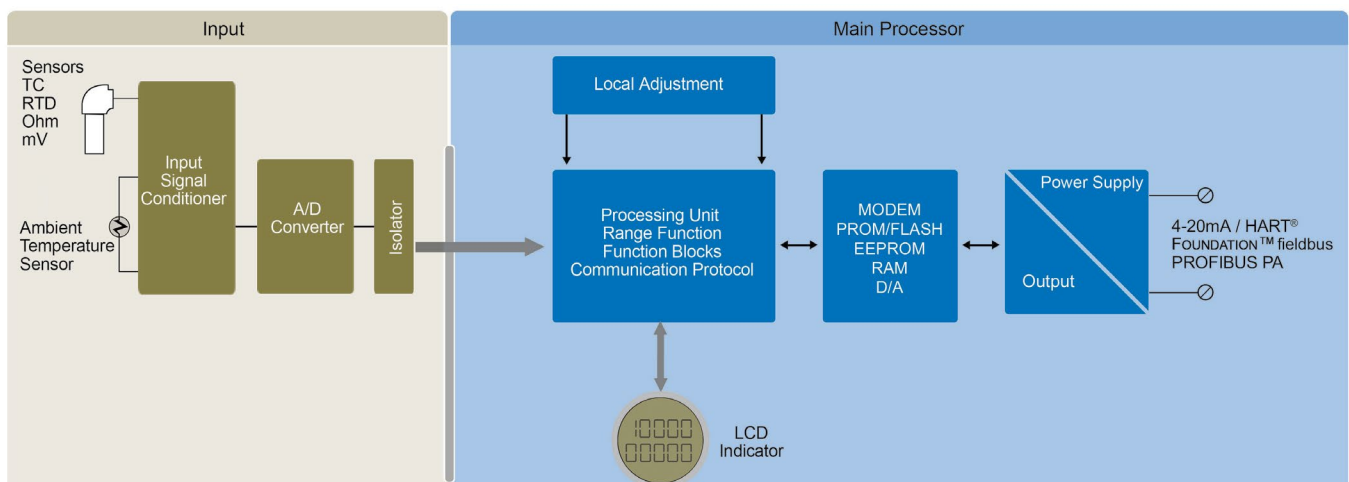 Input
Main Processor
Sensors
TC
RTD
Ohm
mV
Input
Signal
Conditioner
Ambient
Temperature
Sensor
A/D
Converter
Isolator
Local Adjustment
Processing Unit
Range Function
Function Blocks
Communication Protocol
MODEM
PROM/FLASH
EEPROM
RAM
D/A
Power Supply
Output
4-20mA / HART®
FOUNDATION™ fieldbus
PROFIBUS PA
10000
00000
LCD
Indicator